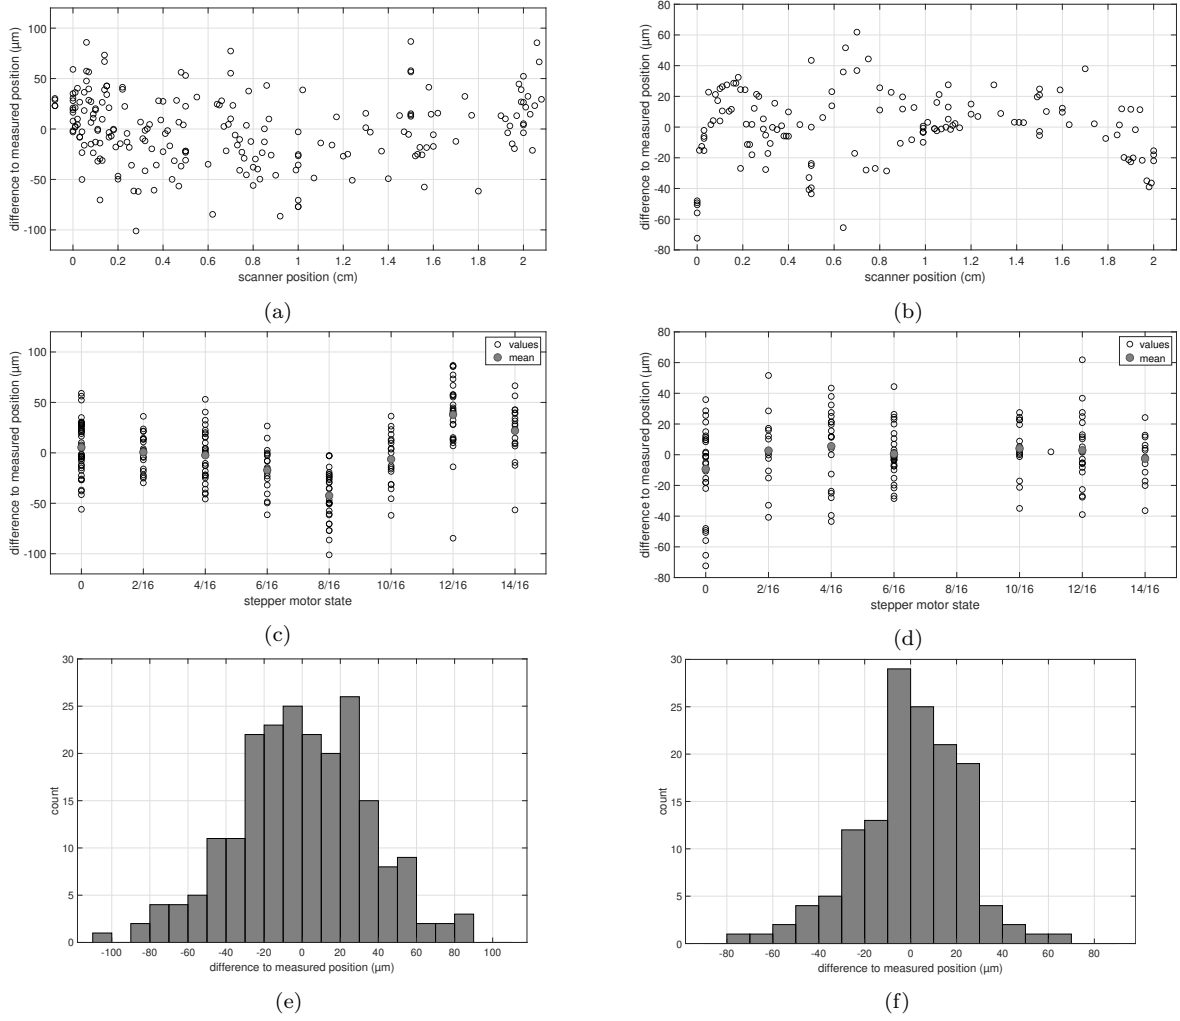 100
50
0
-50
-100
difference to measured position (µm)
0 0.2 0.4 0.6 0.8 1 1.2 1.4 1.6 1.8 2
scanner position (cm)
(a)
80
60
40
20
0
-20
-40
-60
-80
difference to measured position (µm)
0 0.2 0.4 0.6 0.8 1 1.2 1.4 1.6 1.8 2
scanner position (cm)
(b)
100
50
0
-50
-100
difference to measured position (µm)
values
mean
0 2/16 4/16 6/16 8/16 10/16 12/16 14/16
stepper motor state
(c)
80
60
40
20
0
-20
-40
-60
-80
difference to measured position (µm)
values
mean
0 2/16 4/16 6/16 8/16 10/16 12/16 14/16
stepper motor state
(d)
30
25
20
15
10
5
0
count
-100 -80 -60 -40 -20 0 20 40 60 80 100
difference to measured position (µm)
(e)
30
25
20
15
10
5
0
count
-80 -60 -40 -20 0 20 40 60 80
difference to measured position (µm)
(f)